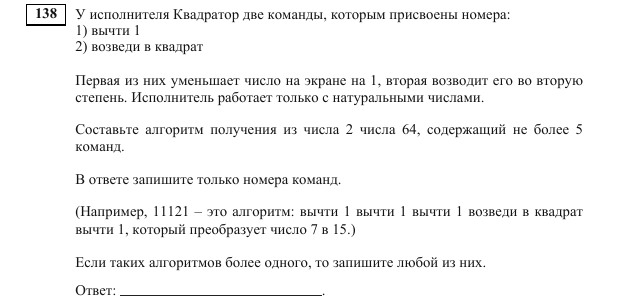 138
У исполнителя Квадратор две команды, которым присвоены номера:
1) вычти 1
2) возведи в квадрат
Первая из них уменьшает число на экране на 1, вторая возводит его во вторую
степень. Исполнитель работает только с натуральными числами.
Составьте алгоритм получения из числа 2 числа 64, содержащий не более 5
команд.
В ответе запишите только номера команд.
(Например, 11121 – это алгоритм: вычти 1 вычти 1 вычти 1 возведи в квадрат
вычти 1, который преобразует число 7 в 15.)
Если таких алгоритмов более одного, то запишите любой из них.
Ответ: ____________________________.